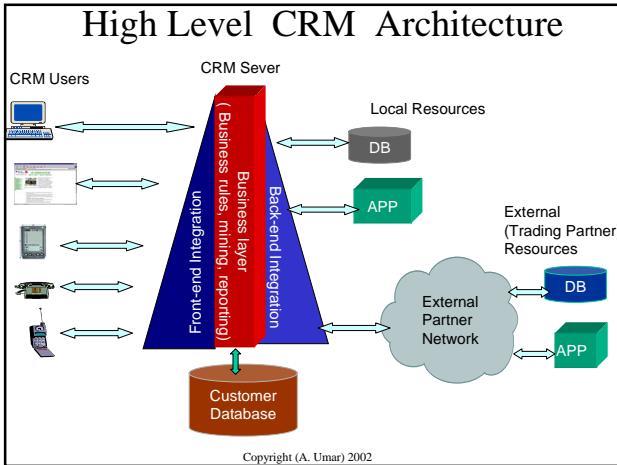 High Level CRM Architecture
CRM Users
CRM Sever
Local Resources
DB
APP
Front-end Integration
Business layer
( Business rules, mining, reporting)
Back-end Integration
External
(Trading Partner
Resources
DB
APP
External
Partner
Network
Customer
Database
Copyright (A. Umar) 2002